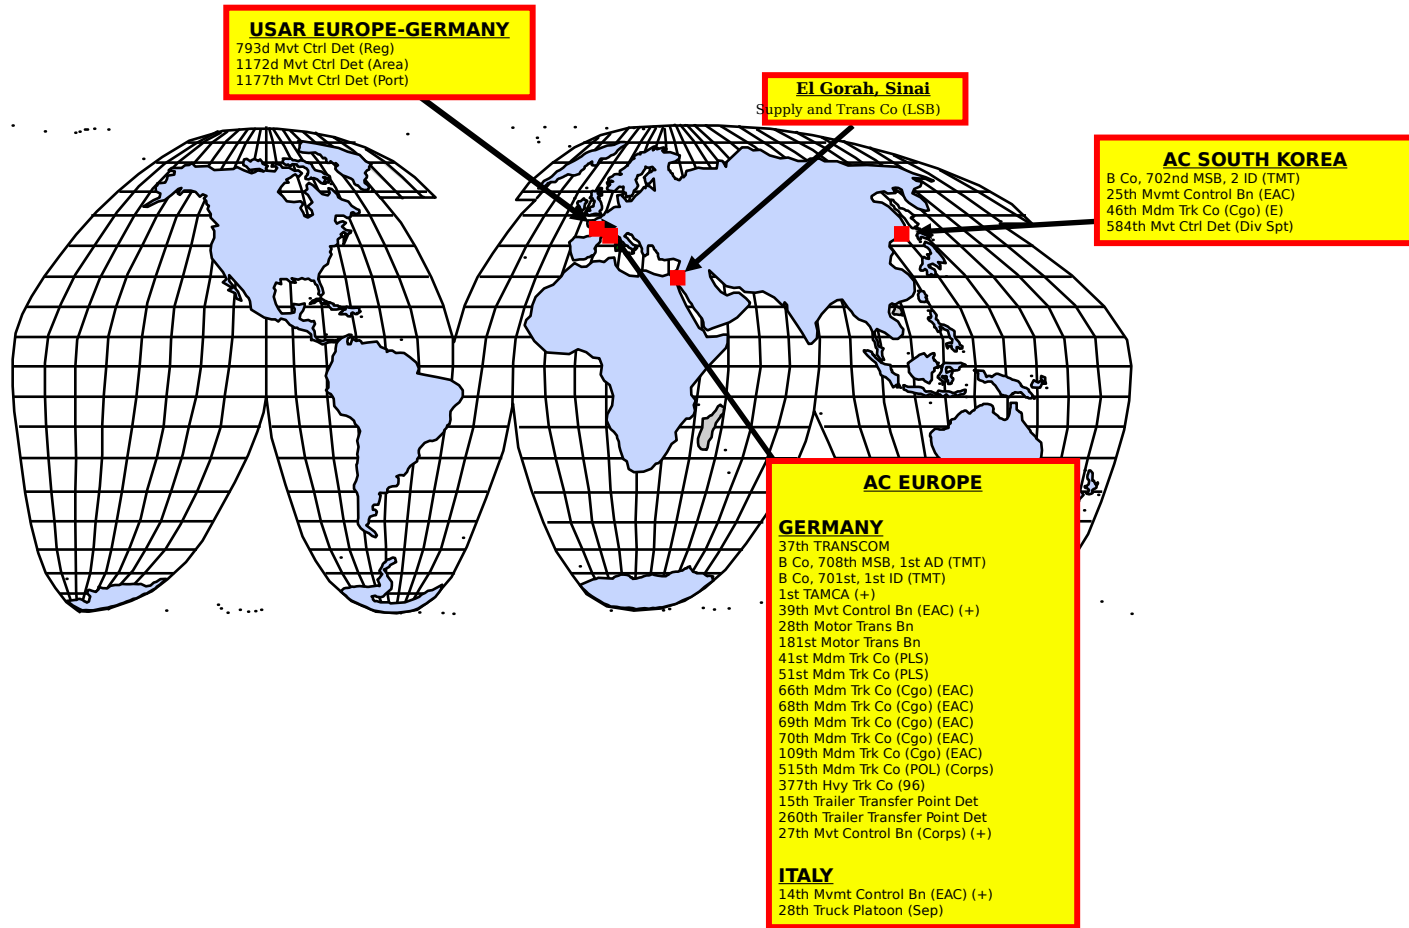 USAR EUROPE-GERMANY
793d Mvt Ctrl Det (Reg)
1172d Mvt Ctrl Det (Area)
1177th Mvt Ctrl Det (Port)
El Gorah, Sinai
Supply and Trans Co (LSB)
AC SOUTH KOREA
B Co, 702nd MSB, 2 ID (TMT)
25th Mvmt Control Bn (EAC)
46th Mdm Trk Co (Cgo) (E)
584th Mvt Ctrl Det (Div Spt)
AC EUROPE
GERMANY
37th TRANSCOM
B Co, 708th MSB, 1st AD (TMT)
B Co, 701st, 1st ID (TMT)
1st TAMCA (+)
39th Mvt Control Bn (EAC) (+)
28th Motor Trans Bn
181st Motor Trans Bn
41st Mdm Trk Co (PLS)
51st Mdm Trk Co (PLS)
66th Mdm Trk Co (Cgo) (EAC)
68th Mdm Trk Co (Cgo) (EAC)
69th Mdm Trk Co (Cgo) (EAC)
70th Mdm Trk Co (Cgo) (EAC)
109th Mdm Trk Co (Cgo) (EAC)
515th Mdm Trk Co (POL) (Corps)
377th Hvy Trk Co (96)
15th Trailer Transfer Point Det
260th Trailer Transfer Point Det
27th Mvt Control Bn (Corps) (+)
ITALY
14th Mvmt Control Bn (EAC) (+)
28th Truck Platoon (Sep)